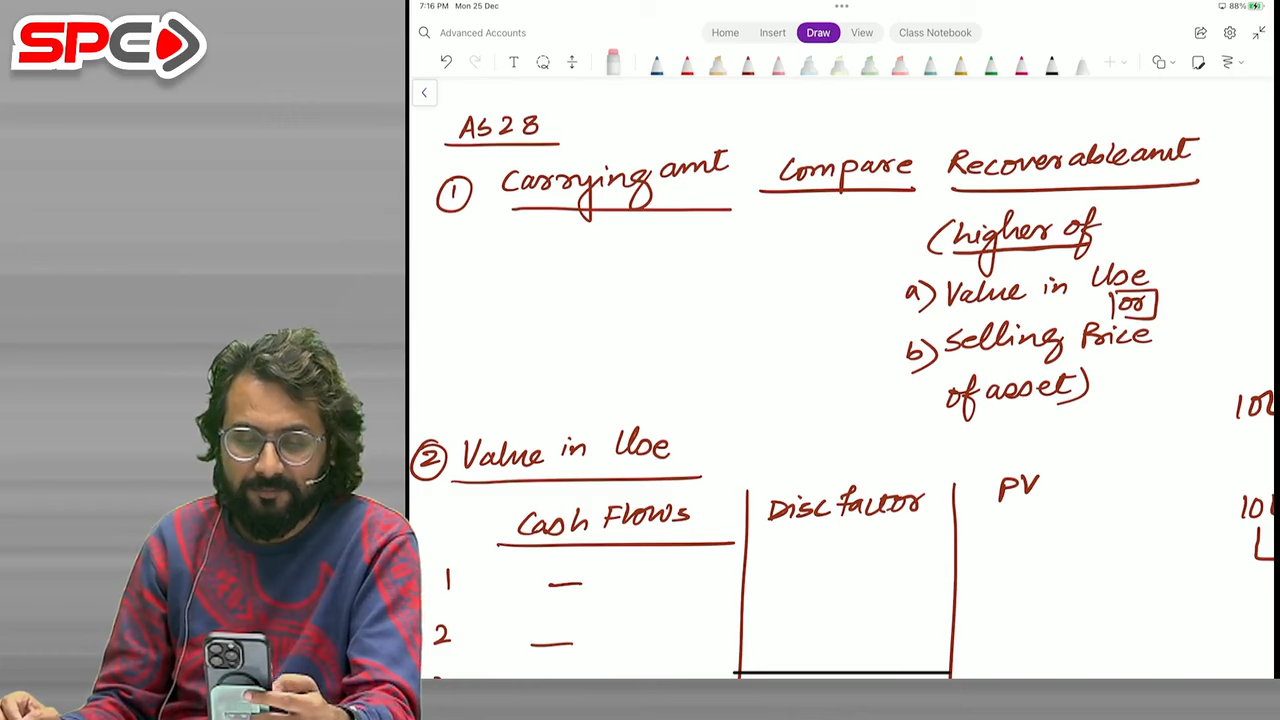 SPC
7:16 PM Mon 25 Dec
88%
Advanced Accounts
Home Insert Draw View Class Notebook
AS 28
① Carrying amt Compare Recoverable amt
(higher of
a) Value in Use
or
b) Selling Price
of asset)
② Value in Use
Cash Flows Disc factor PV
1 —
2 —